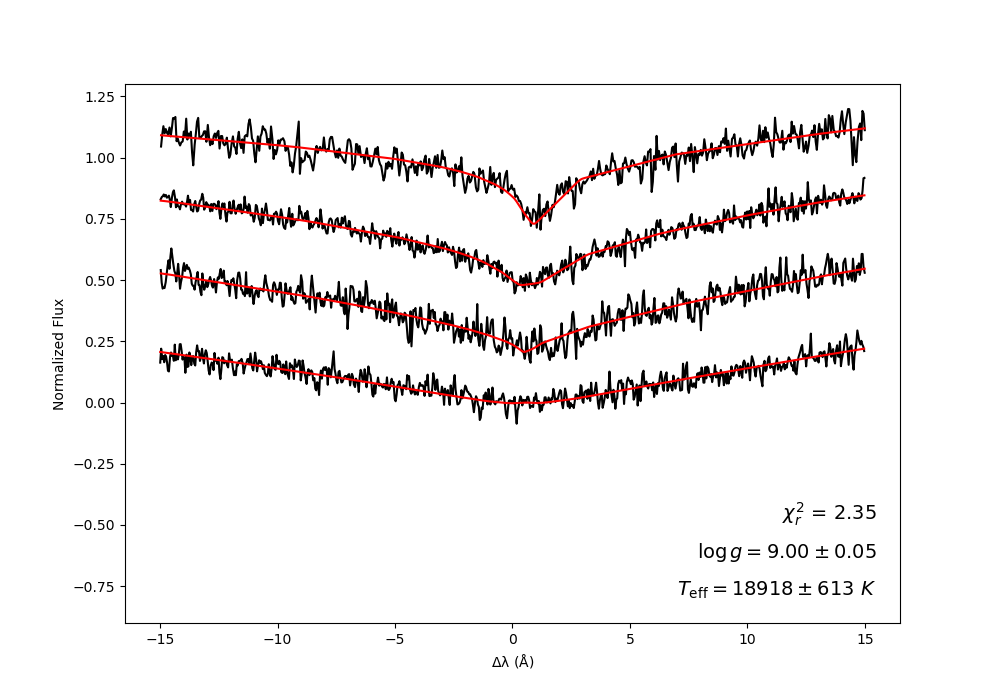 1.25
1.00
0.75
0.50
0.25
0.00
−0.25
−0.50
−0.75
Normalized Flux
χ²ᵣ = 2.35
log g = 9.00 ± 0.05
T_eff = 18918 ± 613 K
−15 −10 −5 0 5 10 15
Δλ (Å)